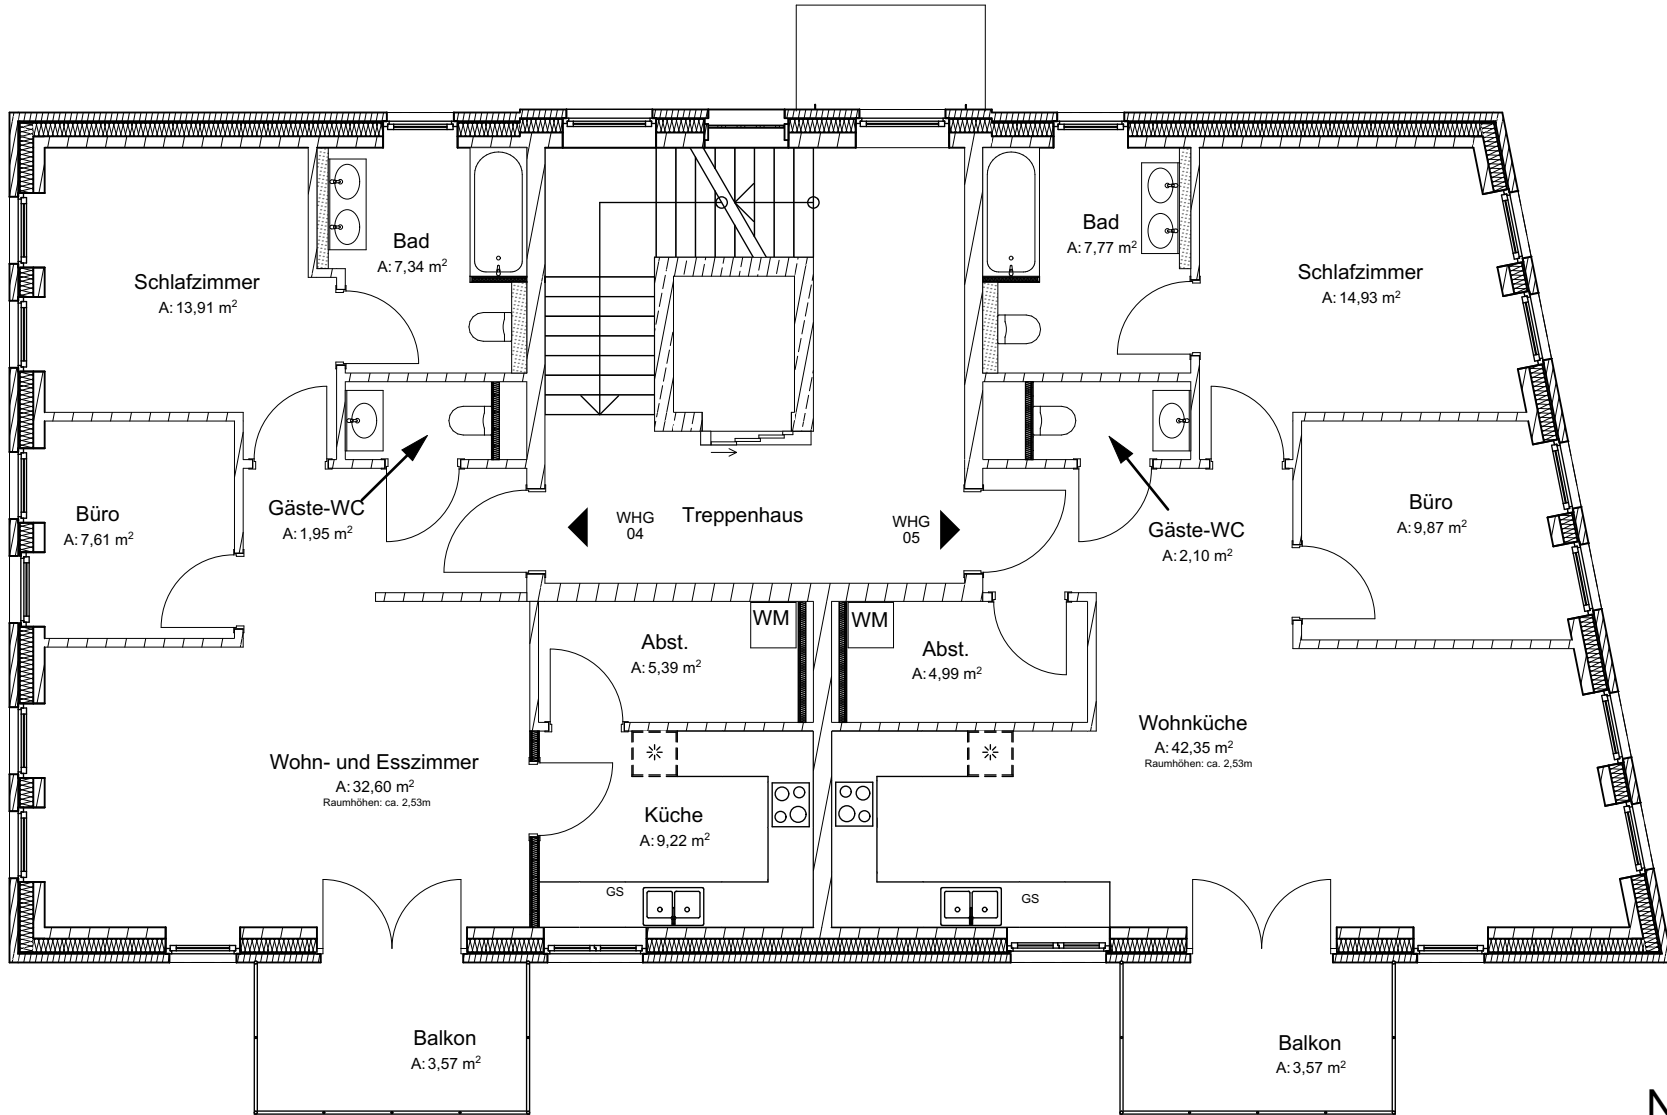 Schlafzimmer
A: 13,91 m²
Bad
A: 7,34 m²
Bad
A: 7,77 m²
Schlafzimmer
A: 14,93 m²
Büro
A: 7,61 m²
Gäste-WC
A: 1,95 m²
WHG
04
Treppenhaus
WHG
05
Gäste-WC
A: 2,10 m²
Büro
A: 9,87 m²
Abst.
A: 5,39 m²
WM
WM
Abst.
A: 4,99 m²
Wohn- und Esszimmer
A: 32,60 m²
Raumhöhen: ca. 2,53m
Küche
A: 9,22 m²
GS
Wohnküche
A: 42,35 m²
Raumhöhen: ca. 2,53m
GS
Balkon
A: 3,57 m²
Balkon
A: 3,57 m²
N